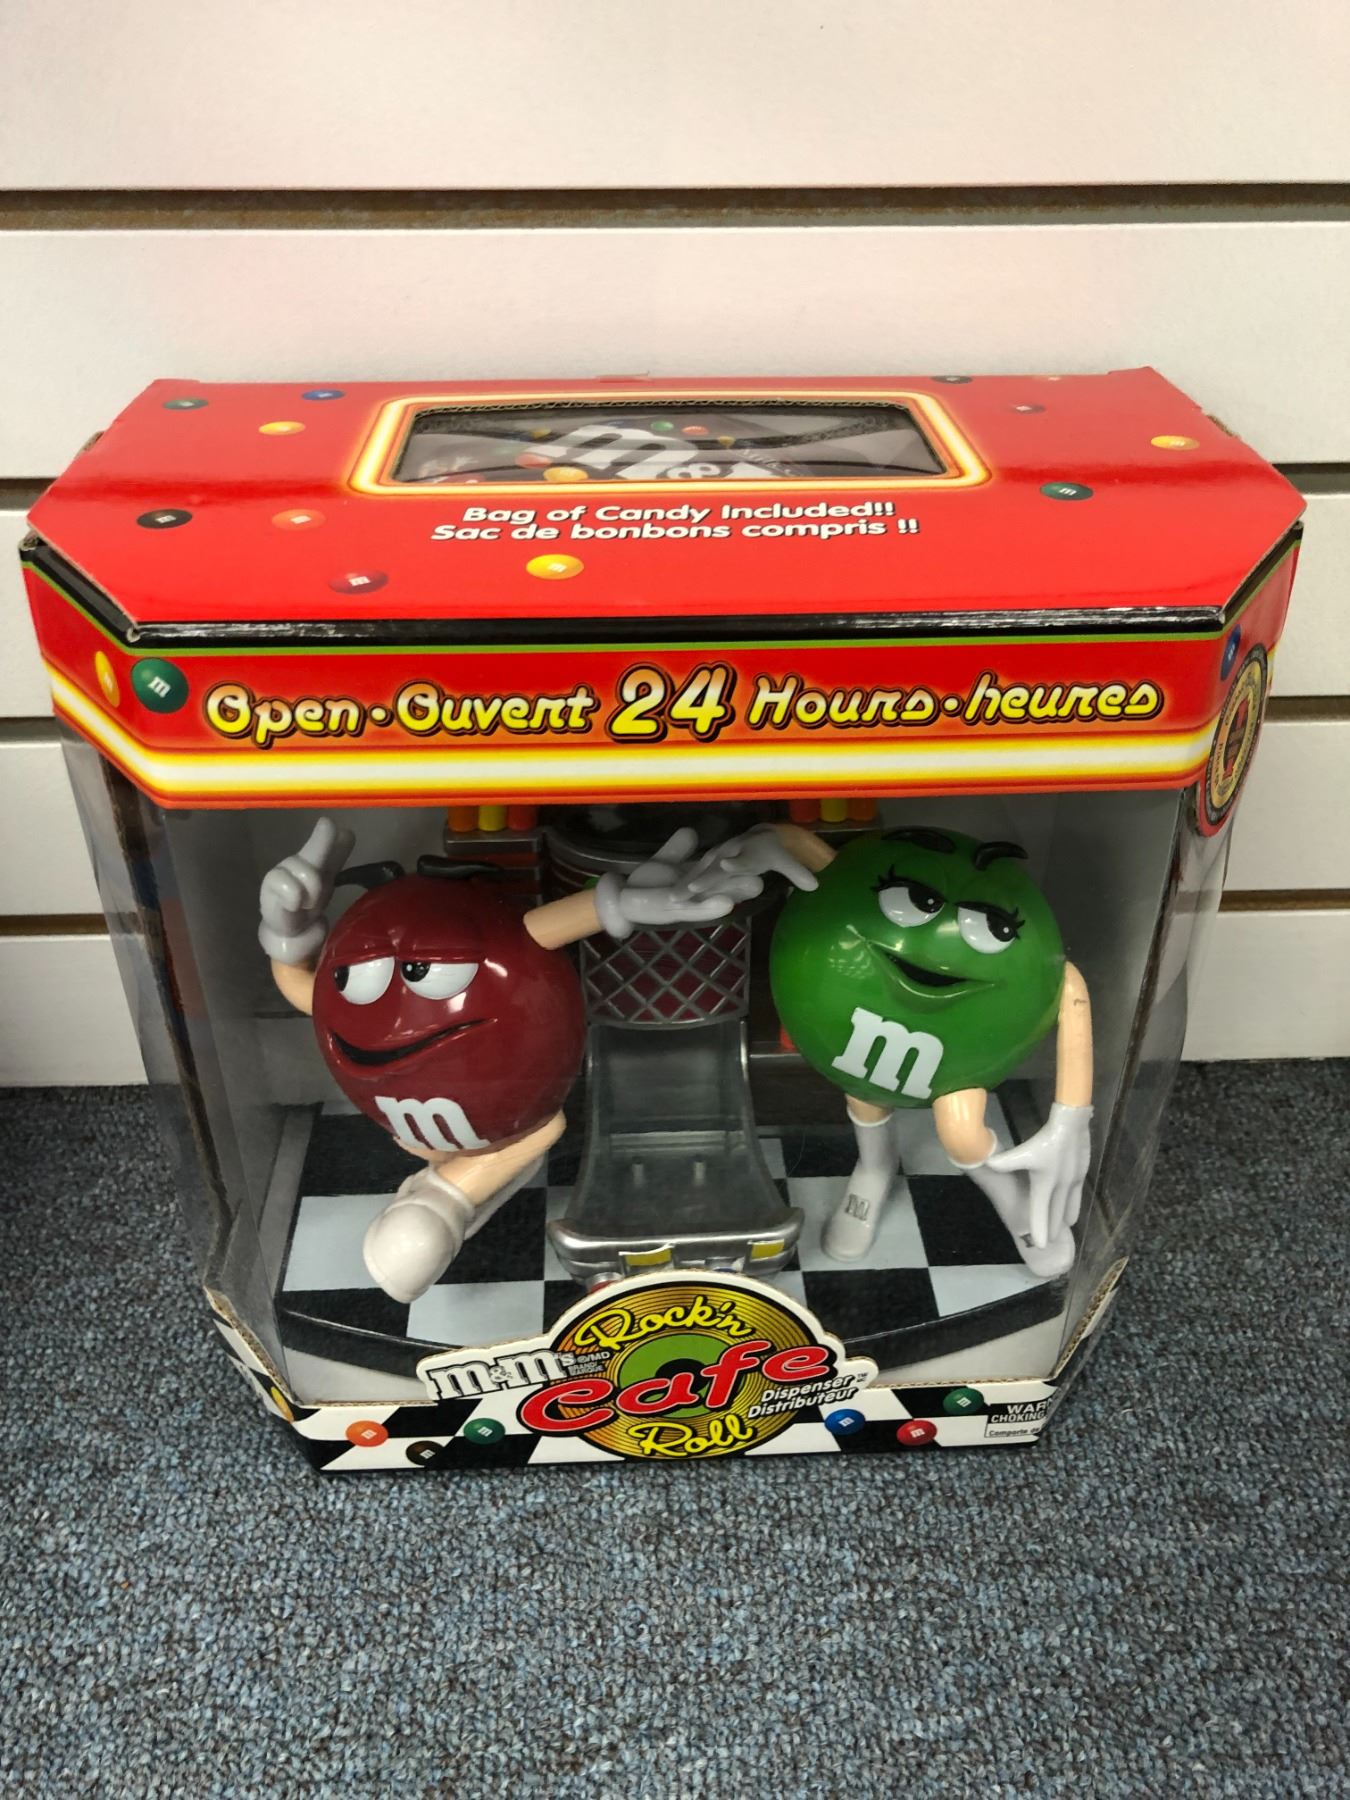 m&m
Bag of Candy Included!!
Sac de bonbons compris !!
Open • Ouvert 24 Hours • heures
m
m
m&m's
Rock'n
Cafe
Roll
Dispenser
Distributeur
CHOKING